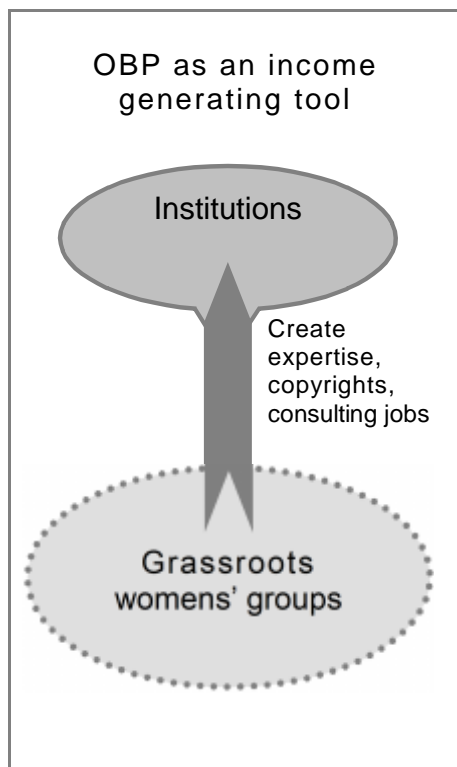 OBP as an income
generating tool
Institutions
Create
expertise,
copyrights,
consulting jobs
Grassroots
womens’ groups